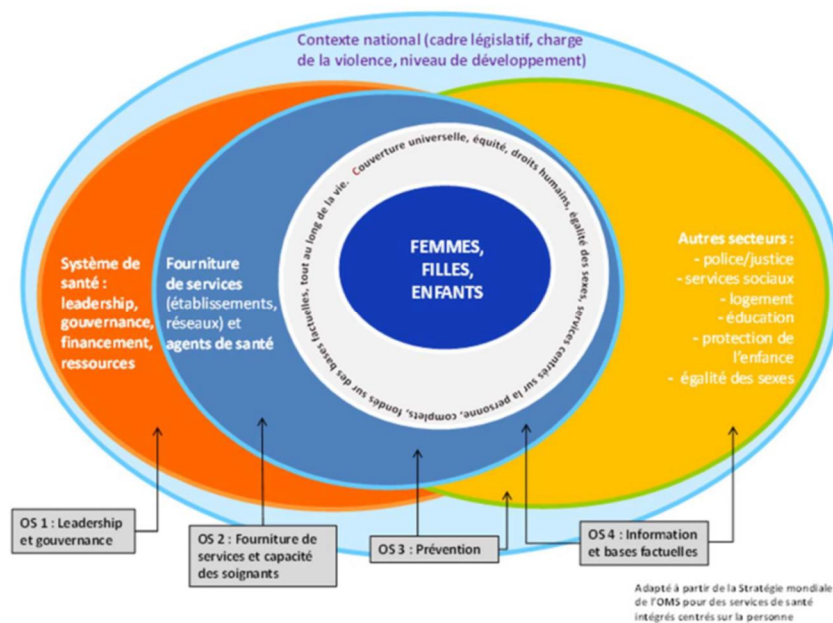 Contexte national (cadre législatif, charge
de la violence, niveau de développement)
Couverture universelle, équité, droits humains, égalité des sexes, services centrés sur la personne, complets, fondés sur des bases factuelles, tout au long de la vie.
FEMMES,
FILLES,
ENFANTS
Système de
santé :
leadership,
gouvernance,
financement,
ressources
Fourniture
de services
(établissements,
réseaux) et
agents de santé
Autres secteurs :
- police/justice
- services sociaux
- logement
- éducation
- protection de
l'enfance
- égalité des sexes
OS 1 : Leadership
et gouvernance
OS 2 : Fourniture de
services et capacité
des soignants
OS 3 : Prévention
OS 4 : Information
et bases factuelles
Adapté à partir de la Stratégie mondiale
de l'OMS pour des services de santé
intégrés centrés sur la personne